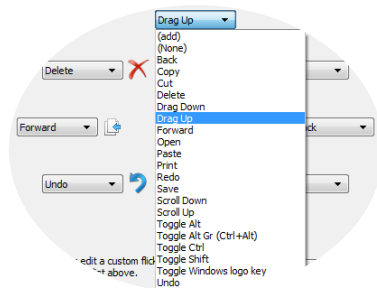 Drag Up
(add)
(None)
Back
Copy
Cut
Delete
Drag Down
Drag Up
Forward
Open
Paste
Print
Redo
Save
Scroll Down
Scroll Up
Toggle Alt
Toggle Alt Gr (Ctrl+Alt)
Toggle Ctrl
Toggle Shift
Toggle Windows logo key
Undo
Delete
Forward
Undo
edit a custom flick
above.